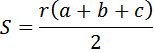 S = r(a + b + c) / 2